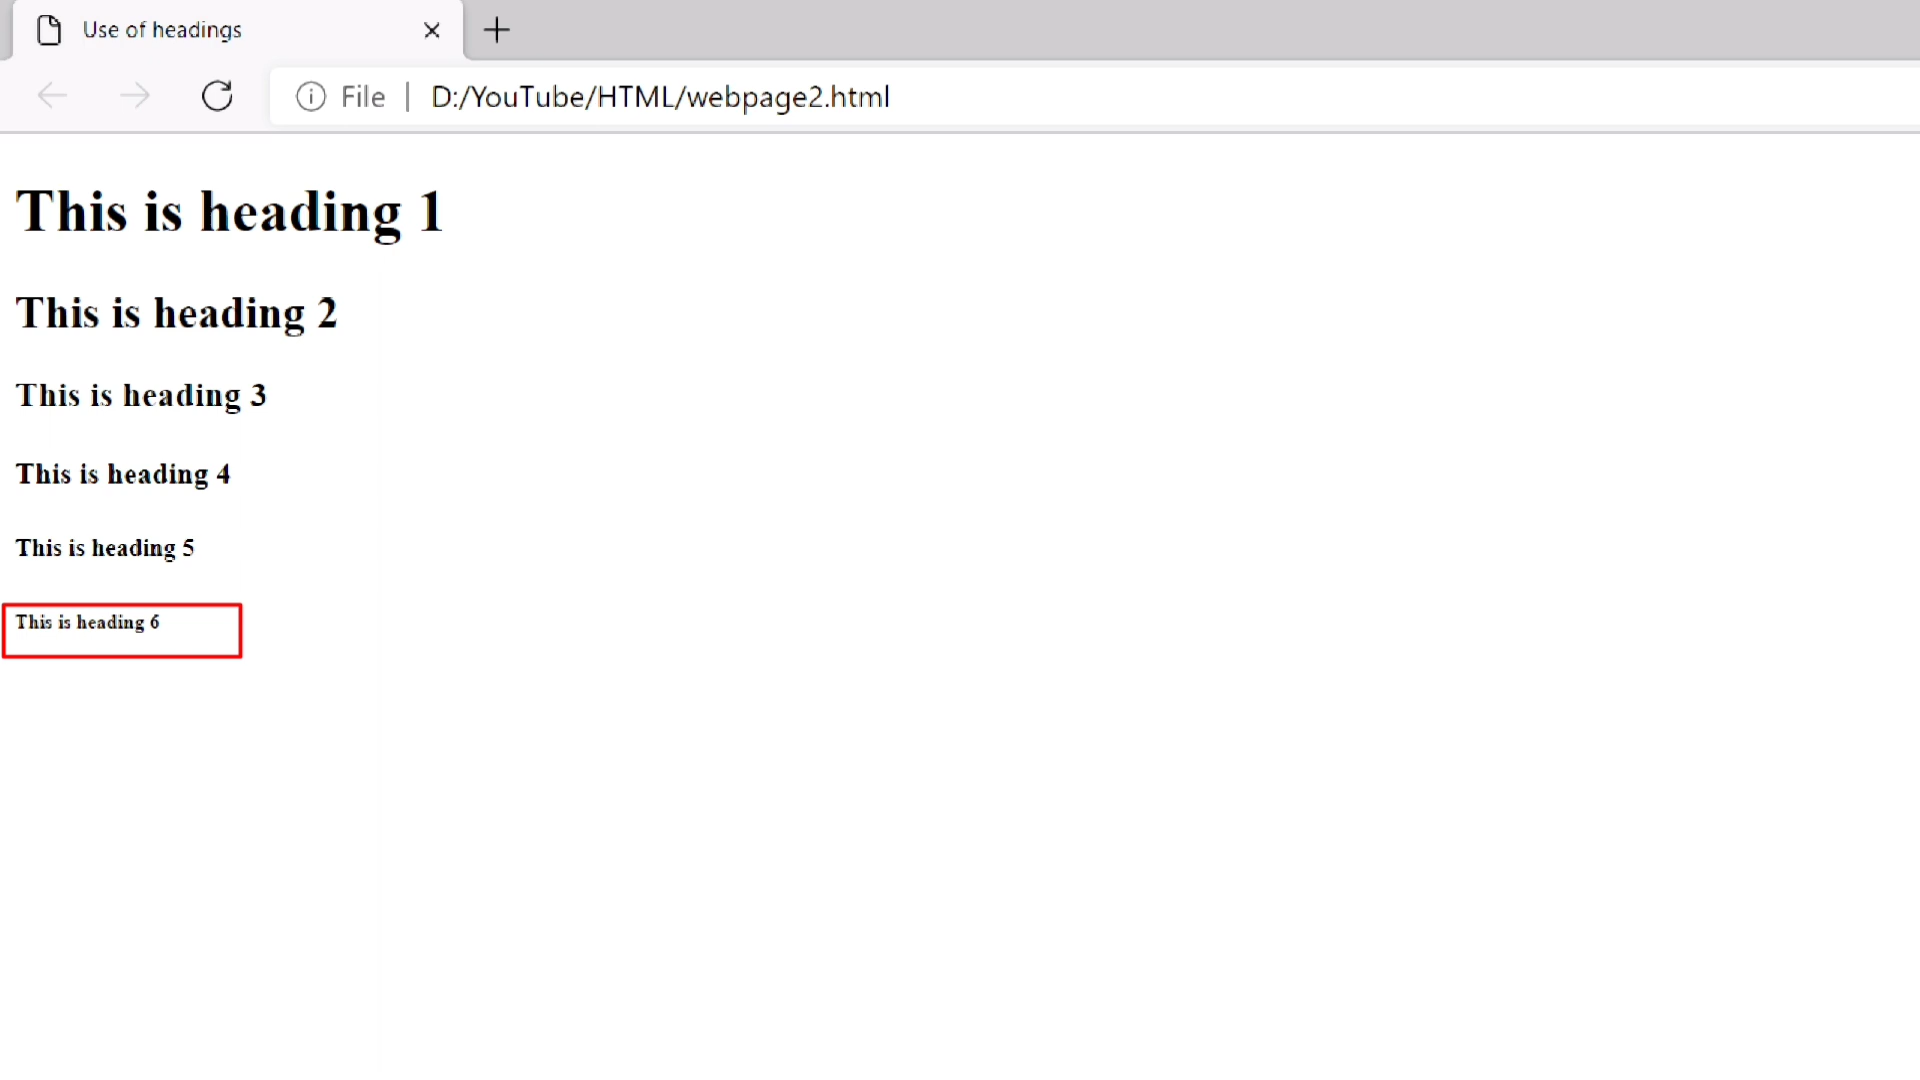 Use of headings
File | D:/YouTube/HTML/webpage2.html
This is heading 1
This is heading 2
This is heading 3
This is heading 4
This is heading 5
This is heading 6